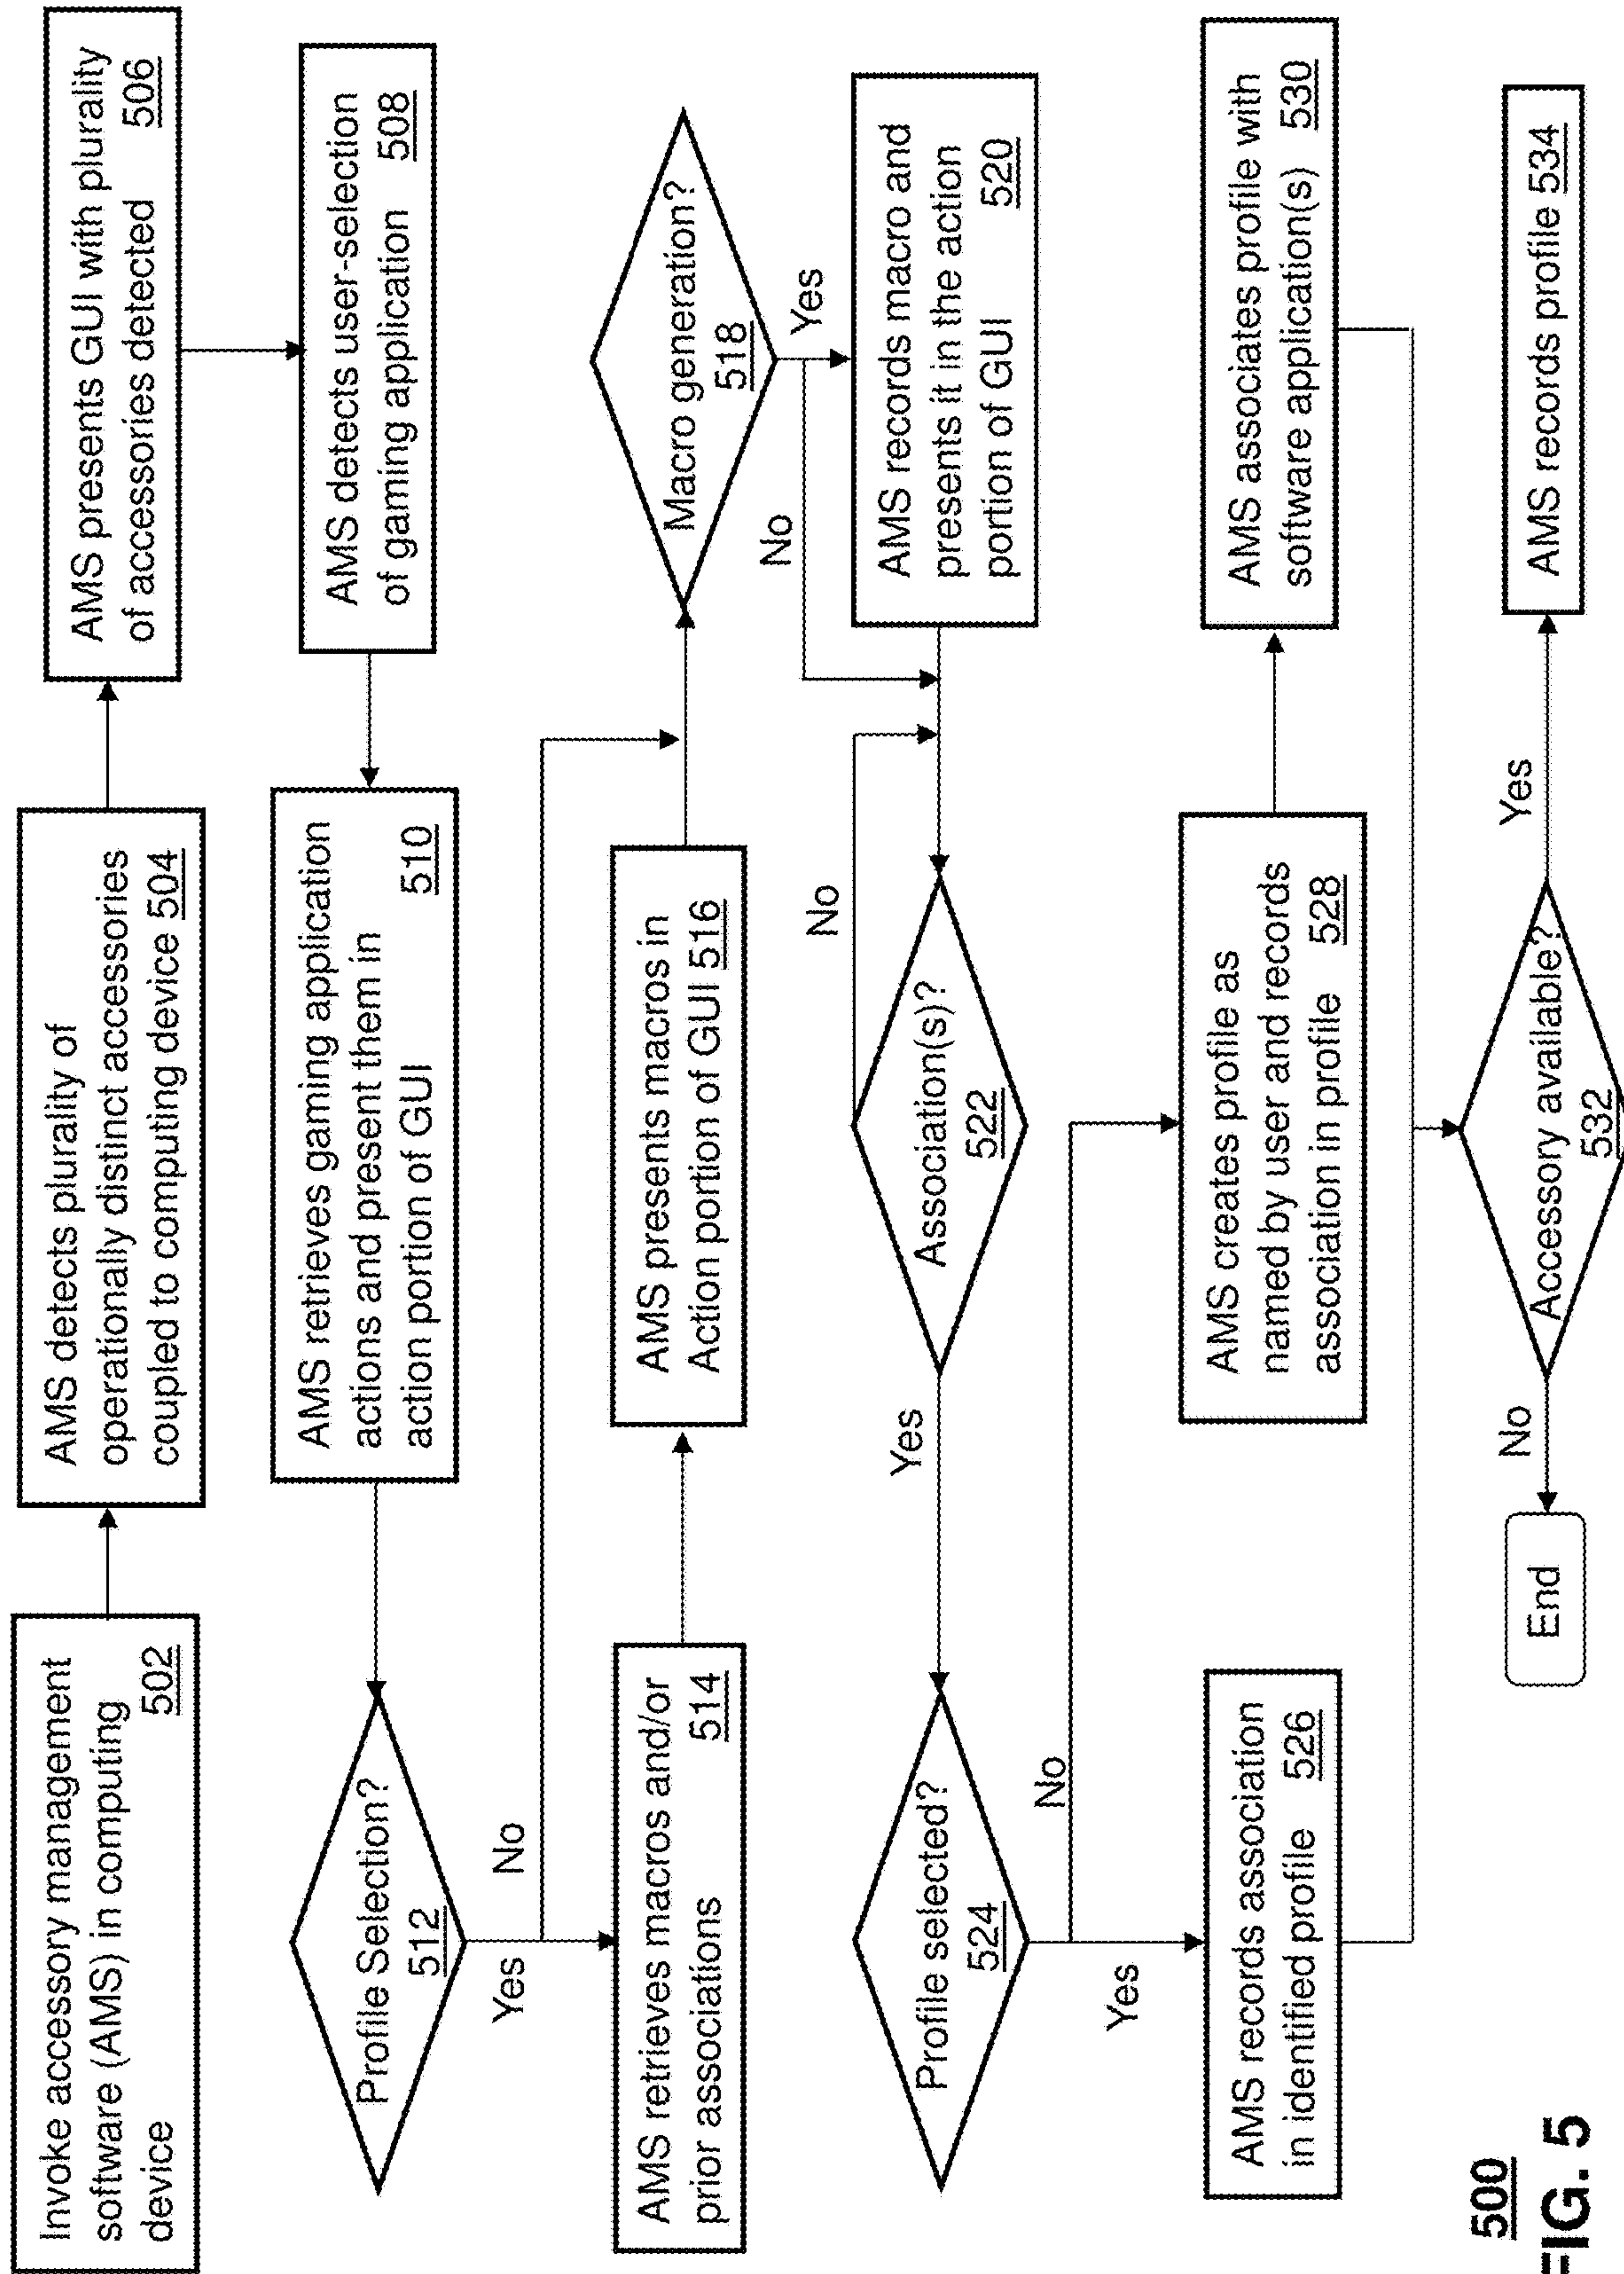 Invoke accessory management
software (AMS) in computing
device 502
AMS detects plurality of
operationally distinct accessories
coupled to computing device 504
AMS presents GUI with plurality
of accessories detected 506
AMS detects user-selection
of gaming application 508
AMS retrieves gaming application
actions and present them in
action portion of GUI 510
Profile Selection?
512
Yes
No
AMS retrieves macros and/or
prior associations 514
AMS presents macros in
Action portion of GUI 516
Macro generation?
518
Yes
No
AMS records macro and
presents it in the action
portion of GUI 520
Association(s)?
522
No
Yes
Profile selected?
524
Yes
No
AMS records association
in identified profile 526
AMS creates profile as
named by user and records
association in profile 528
AMS associates profile with
software application(s) 530
Accessory available?
532
No
Yes
End
AMS records profile 534
500
FIG. 5